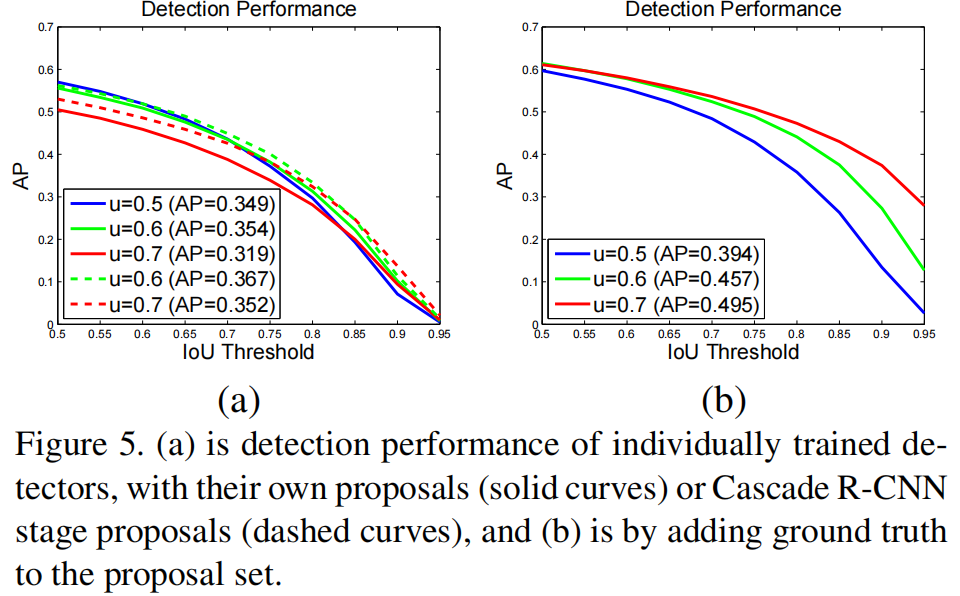 Detection Performance
0.7
0.6
0.5
0.4
0.3
0.2
0.1
0
AP
u=0.5 (AP=0.349)
u=0.6 (AP=0.354)
u=0.7 (AP=0.319)
u=0.6 (AP=0.367)
u=0.7 (AP=0.352)
0.5 0.55 0.6 0.65 0.7 0.75 0.8 0.85 0.9 0.95
IoU Threshold
(a)
Detection Performance
0.7
0.6
0.5
0.4
0.3
0.2
0.1
0
AP
u=0.5 (AP=0.394)
u=0.6 (AP=0.457)
u=0.7 (AP=0.495)
0.5 0.55 0.6 0.65 0.7 0.75 0.8 0.85 0.9 0.95
IoU Threshold
(b)
Figure 5. (a) is detection performance of individually trained de-
tectors, with their own proposals (solid curves) or Cascade R-CNN
stage proposals (dashed curves), and (b) is by adding ground truth
to the proposal set.